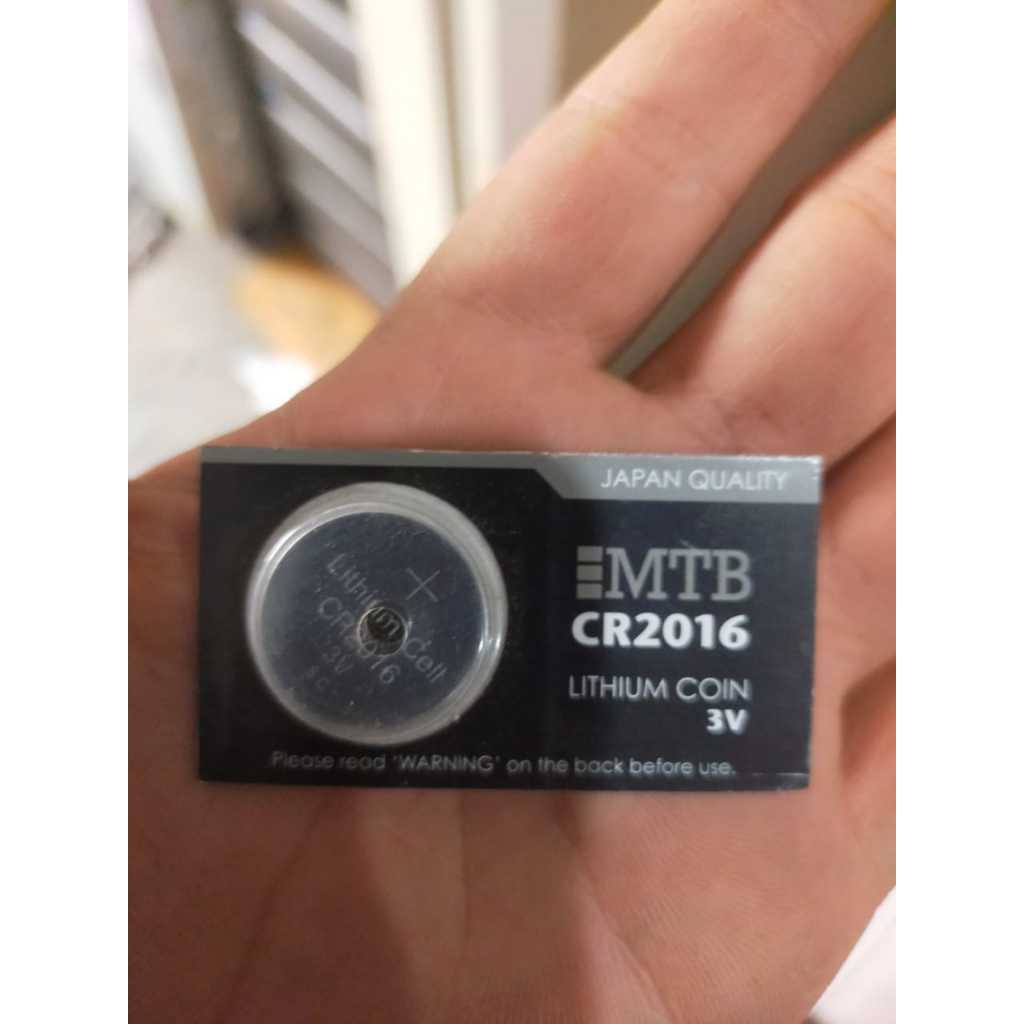 JAPAN QUALITY
MTB
CR2016
LITHIUM COIN
3V
+
Lithium Cell
CR2016
3V
Please read 'WARNING' on the back before use.